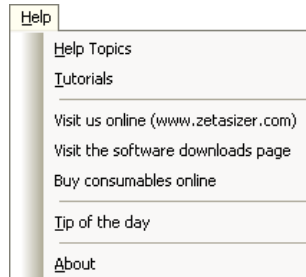 Help
Help Topics
Tutorials
Visit us online (www.zetasizer.com)
Visit the software downloads page
Buy consumables online
Tip of the day
About